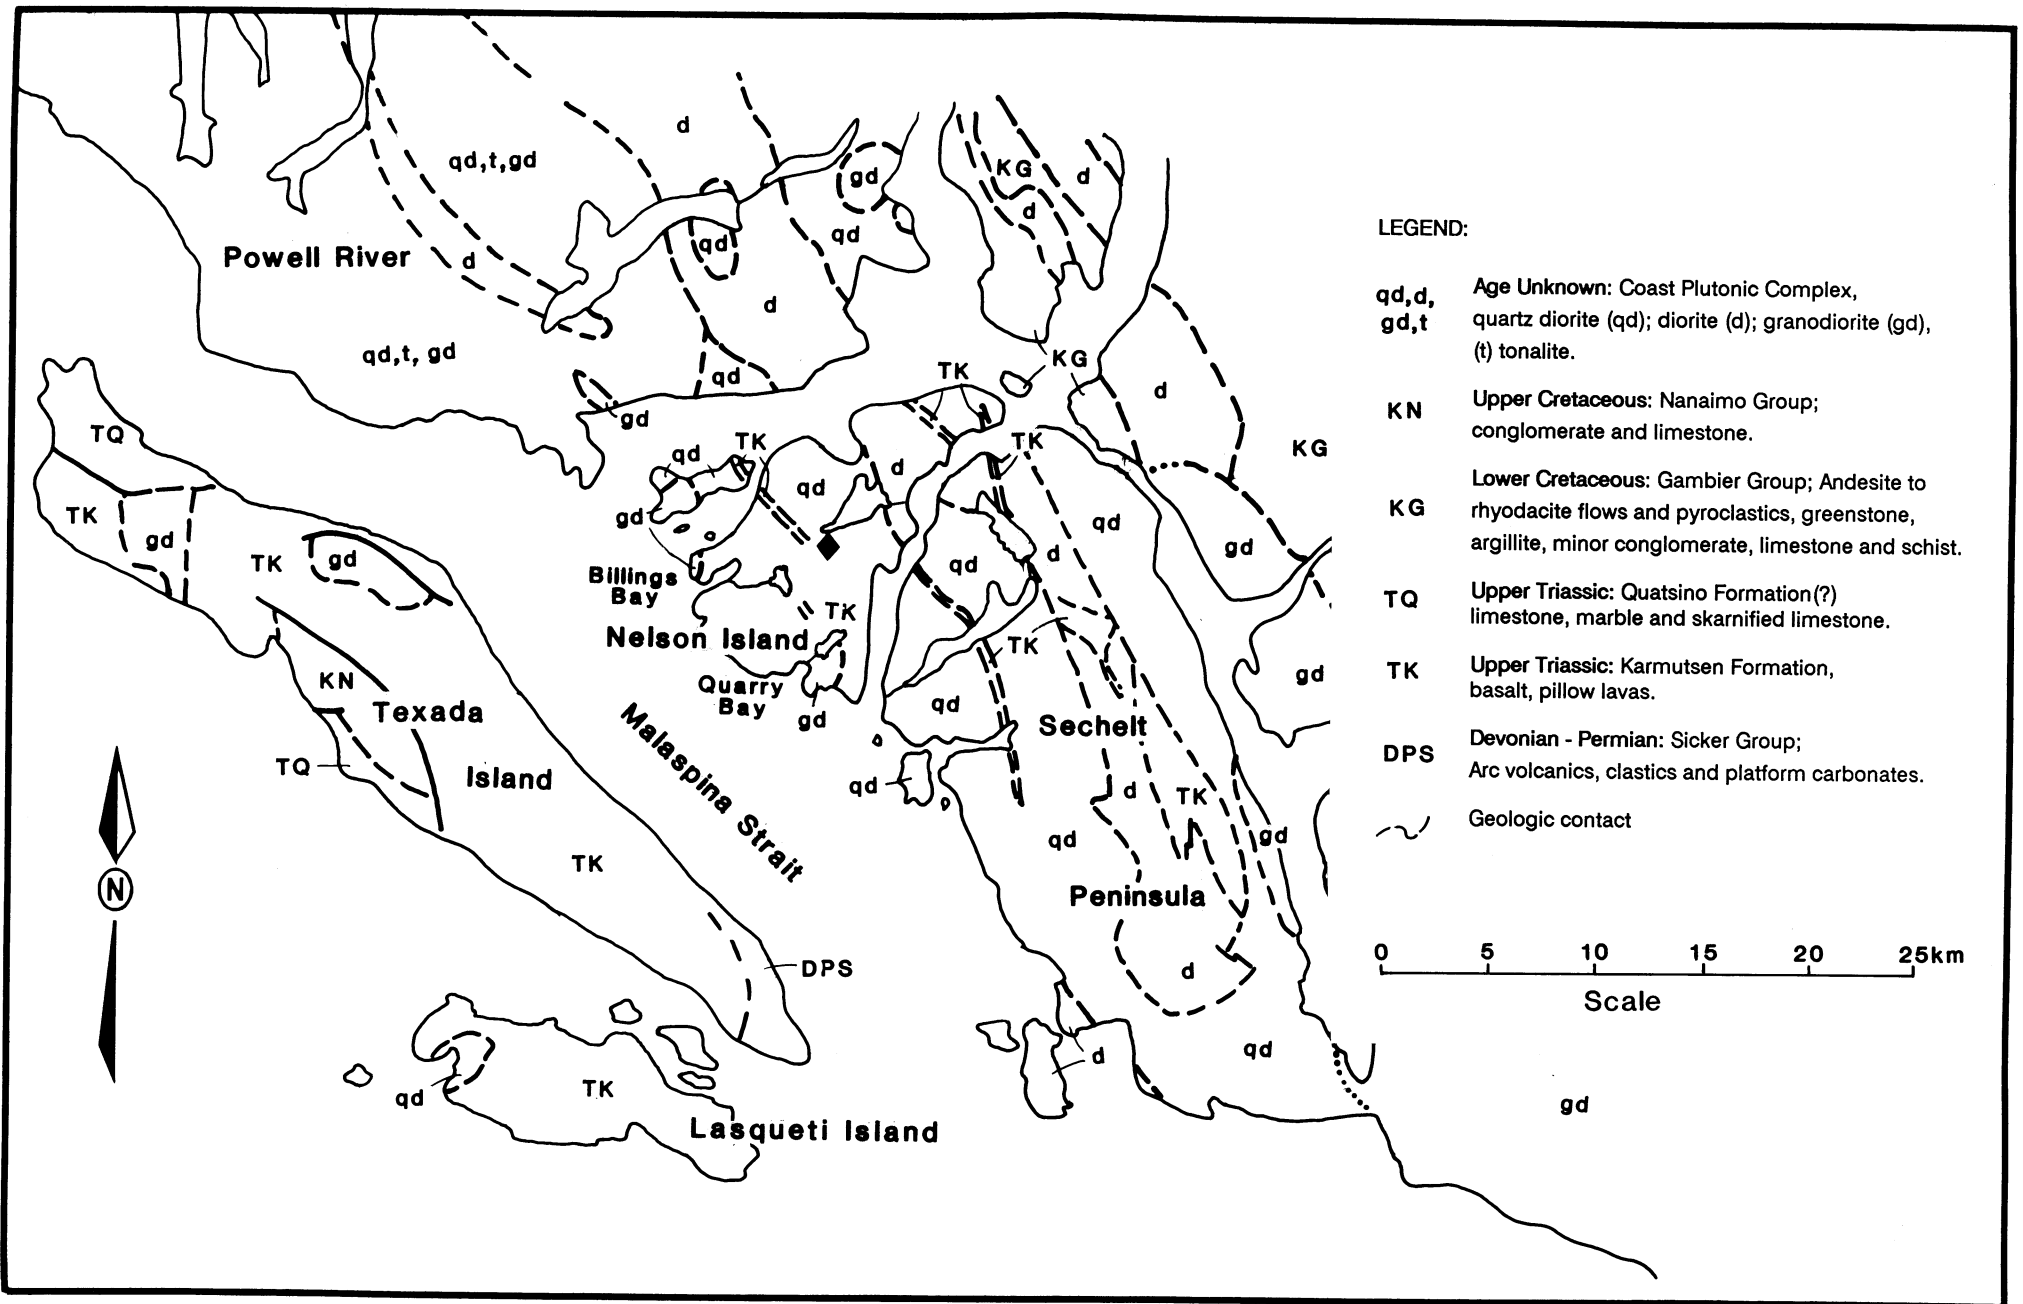 d
qd,t,gd
KG
d
gd
d
qd
qd
Powell River
d
d
qd,t, gd
KG
TK
qd
d
gd
TQ
TK
TK
KG
qd
d
qd
TK
gd
qd
gd
gd
TK
gd
qd
d
gd
Billings
Bay
TK
Nelson Island
TK
gd
KN
Quarry
Bay
gd
qd
Texada
Sechelt
TQ
Island
Malaspina Strait
qd
d
TK
qd
gd
TK
Peninsula
N
DPS
d
qd
d
qd
TK
gd
Lasqueti Island
LEGEND:
qd,d,
gd,t
Age Unknown: Coast Plutonic Complex,
quartz diorite (qd); diorite (d); granodiorite (gd),
(t) tonalite.
KN
Upper Cretaceous: Nanaimo Group;
conglomerate and limestone.
KG
Lower Cretaceous: Gambier Group; Andesite to
rhyodacite flows and pyroclastics, greenstone,
argillite, minor conglomerate, limestone and schist.
TQ
Upper Triassic: Quatsino Formation(?)
limestone, marble and skarnified limestone.
TK
Upper Triassic: Karmutsen Formation,
basalt, pillow lavas.
DPS
Devonian - Permian: Sicker Group;
Arc volcanics, clastics and platform carbonates.
Geologic contact
0 5 10 15 20 25km
Scale